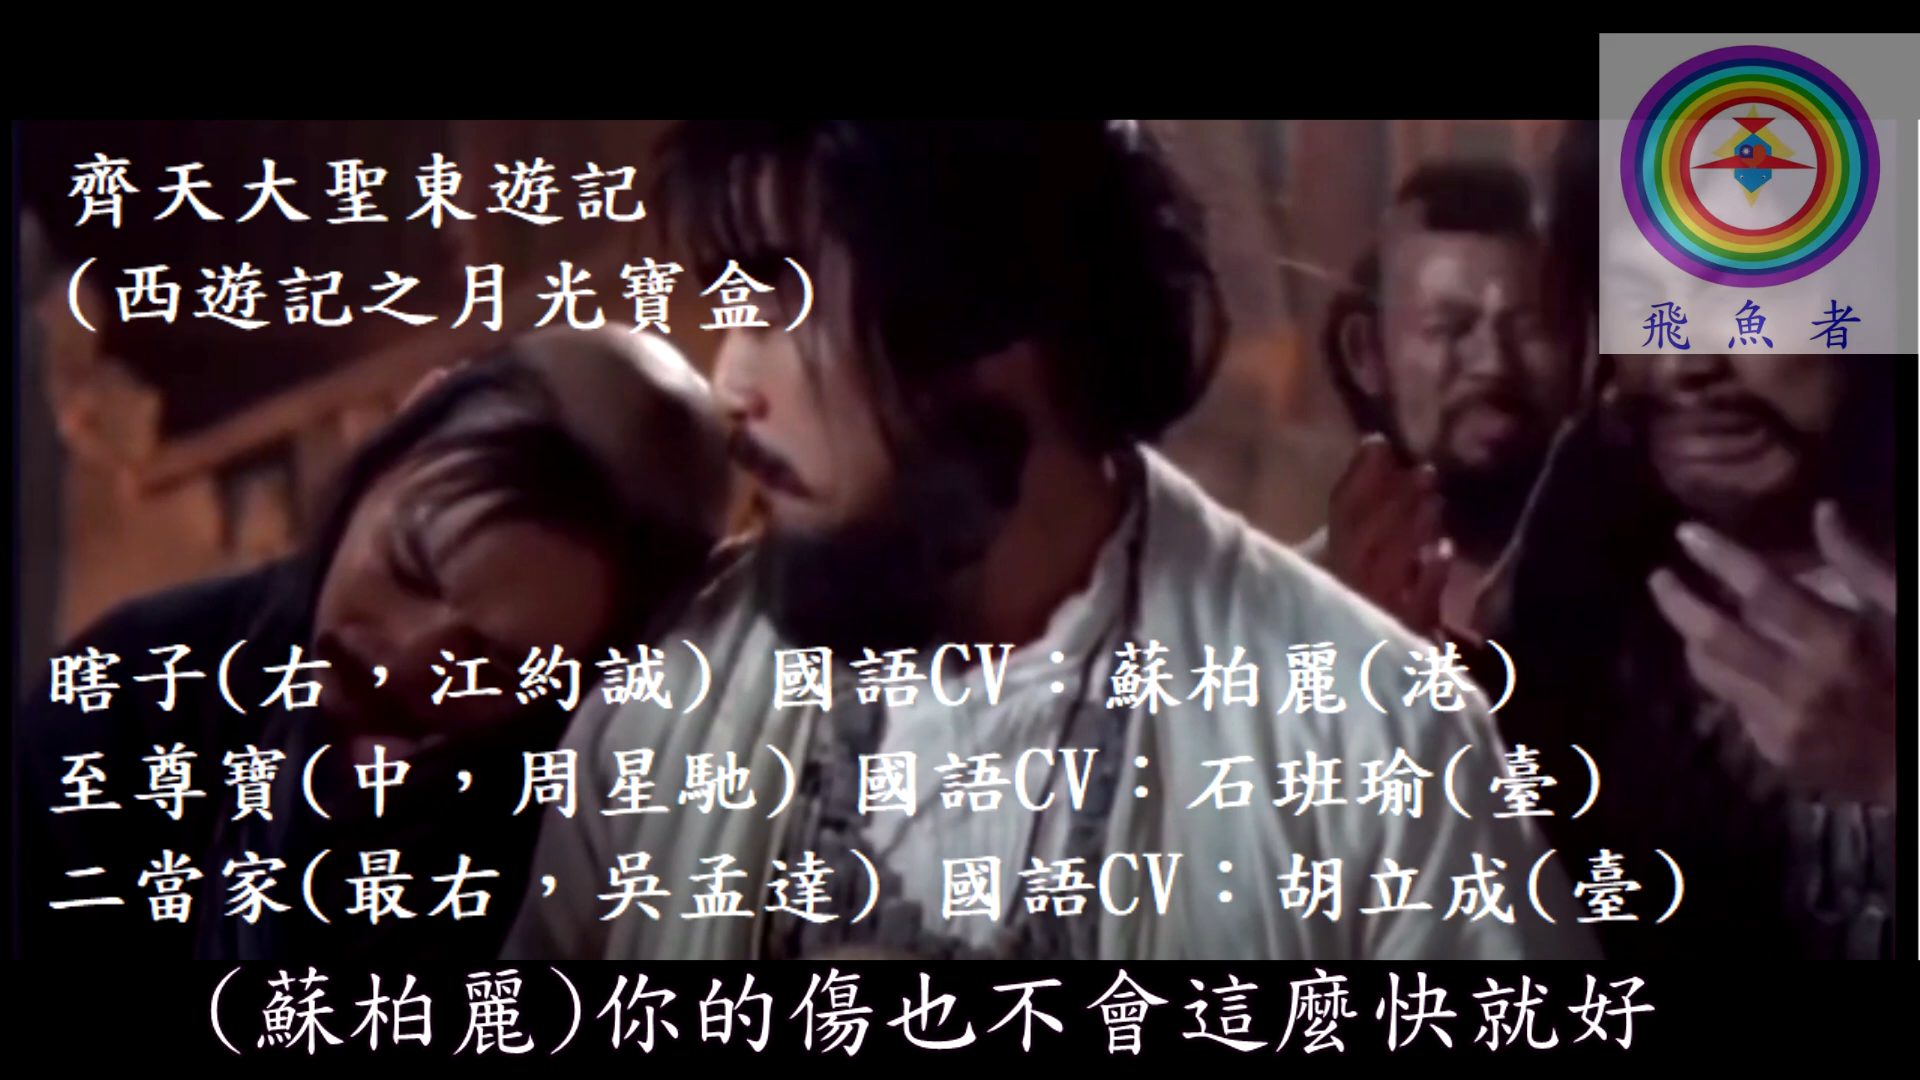 齊天大聖東遊記
(西遊記之月光寶盒)
飛魚者
瞎子(右，江約誠) 國語CV：蘇柏麗(港)
至尊寶(中，周星馳) 國語CV：石班瑜(臺)
二當家(最右，吳孟達) 國語CV：胡立成(臺)
(蘇柏麗)你的傷也不會這麼快就好